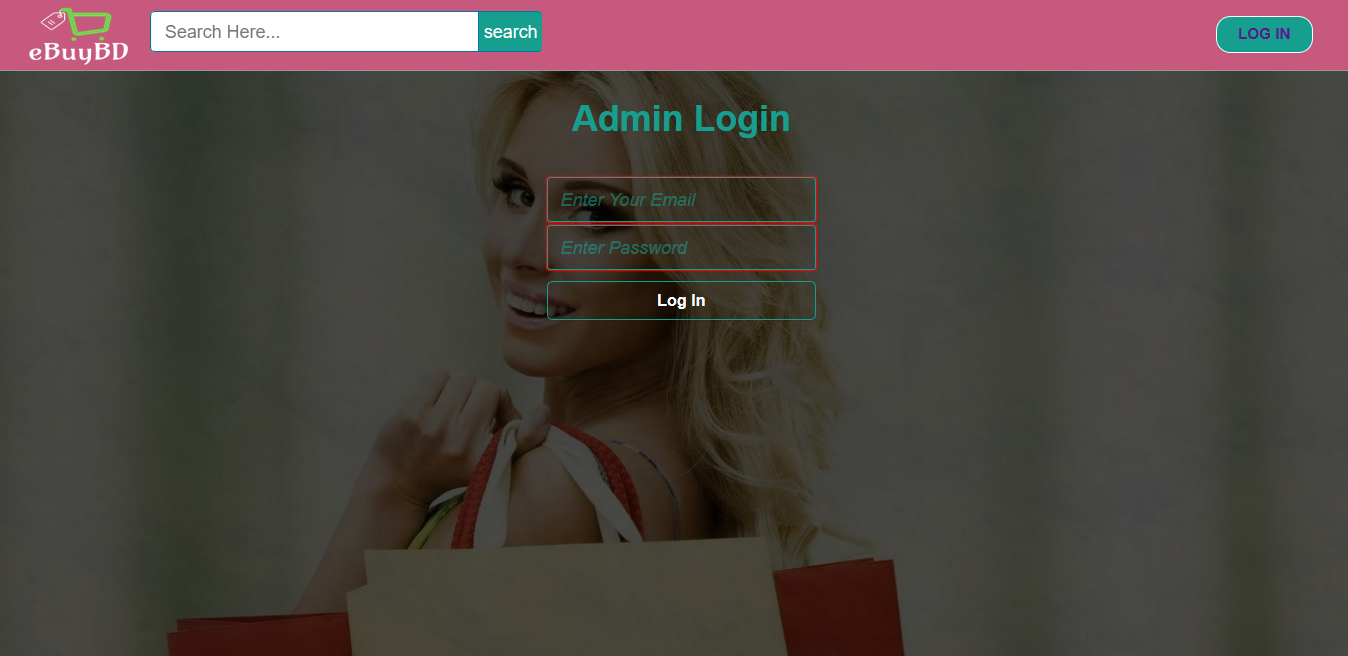 eBuyBD
Search Here...
search
LOG IN
Admin Login
Enter Your Email
Enter Password
Log In